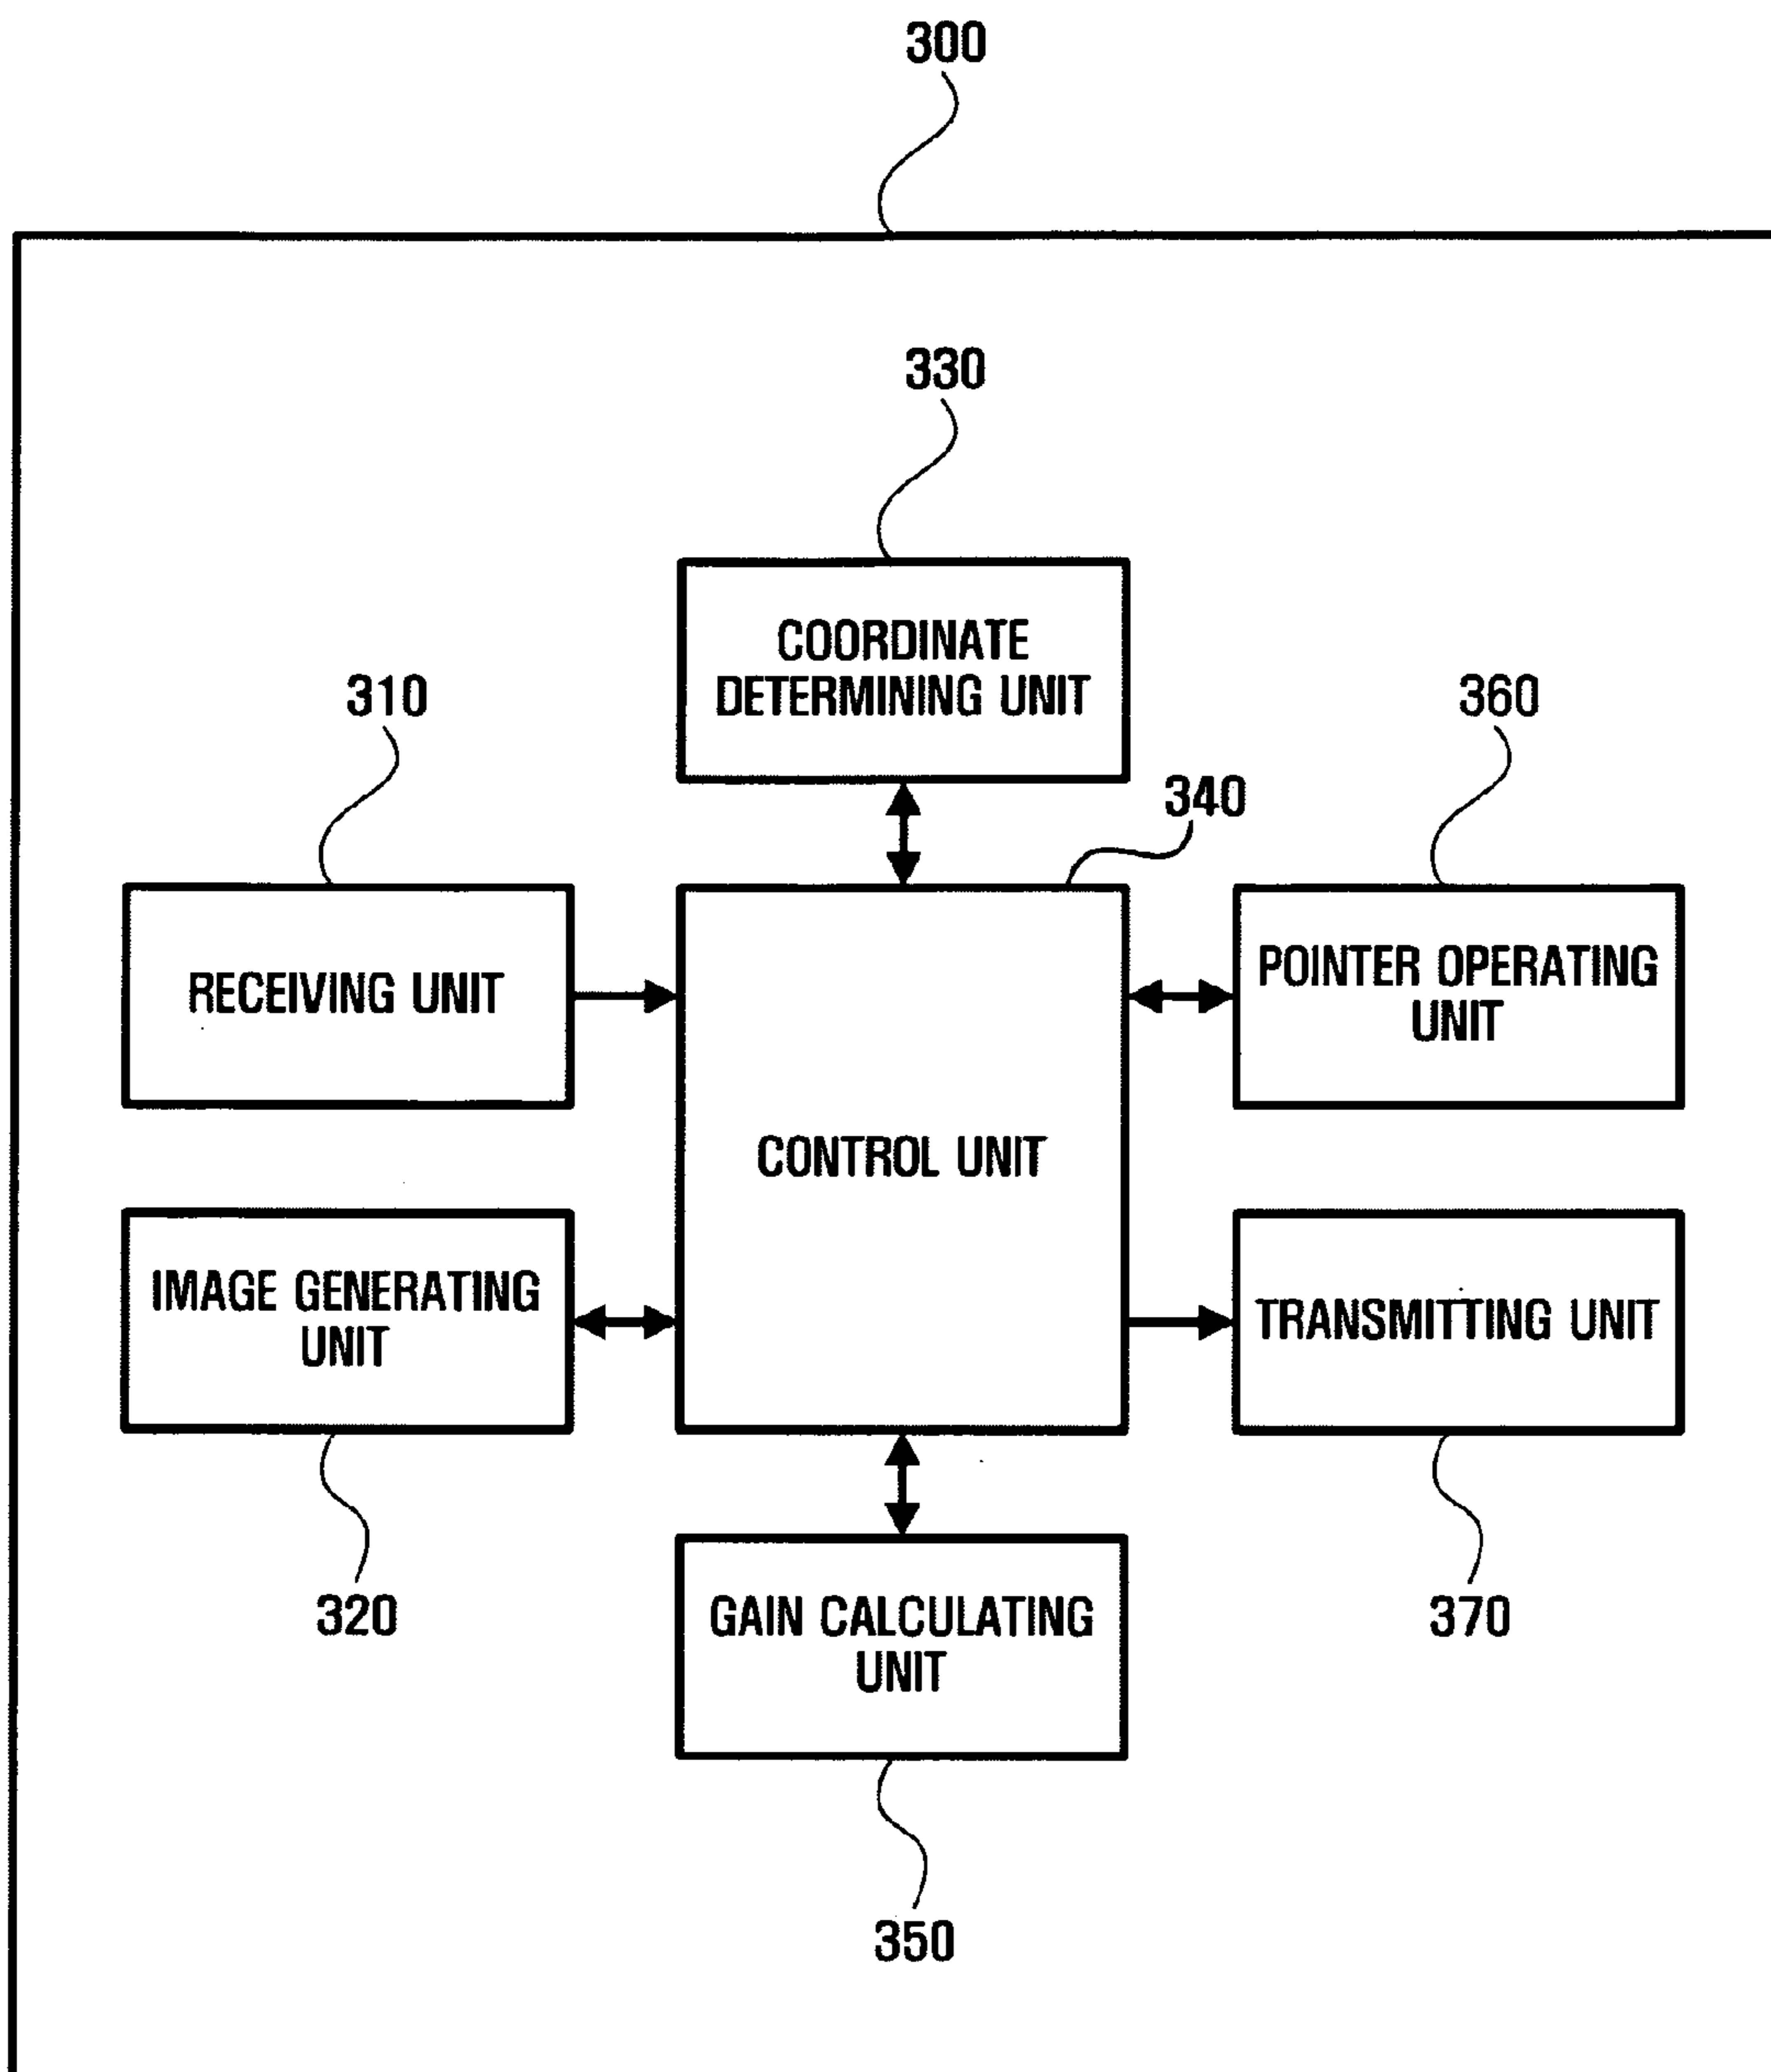 300
330
COORDINATE
DETERMINING UNIT
310
360
340
RECEIVING UNIT
POINTER OPERATING
UNIT
CONTROL UNIT
IMAGE GENERATING
UNIT
TRANSMITTING UNIT
320
GAIN CALCULATING
UNIT
370
350